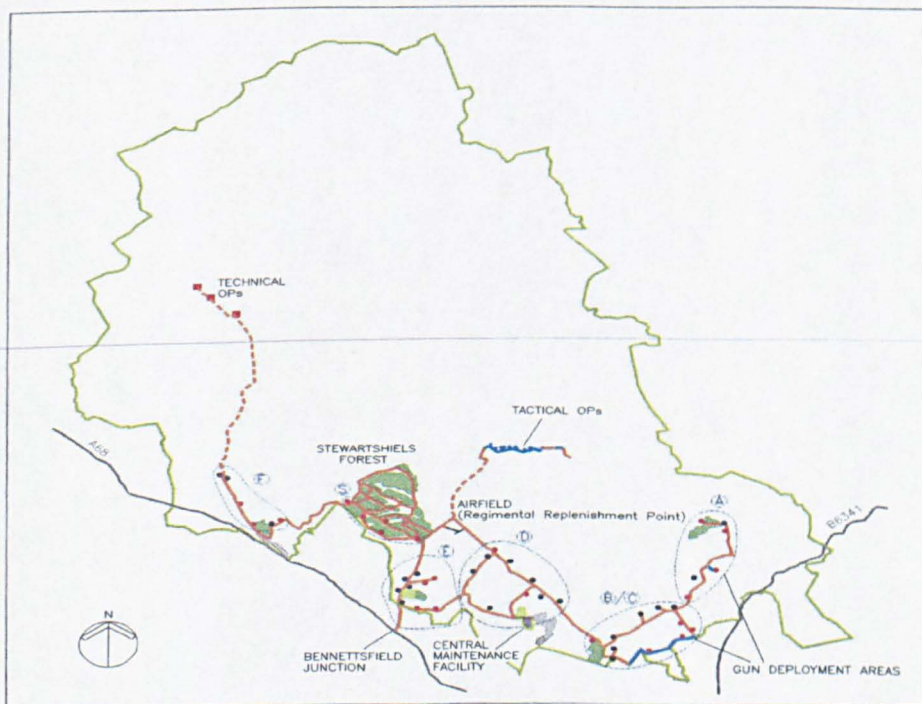 TECHNICAL
OPs
TACTICAL OPs
A68
STEWARTSHIELS
FOREST
F
S
AIRFIELD
(Regimental Replenishment Point)
A
B6341
E
D
B/C
N
BENNETTSFIELD
JUNCTION
CENTRAL
MAINTENANCE
FACILITY
GUN DEPLOYMENT AREAS